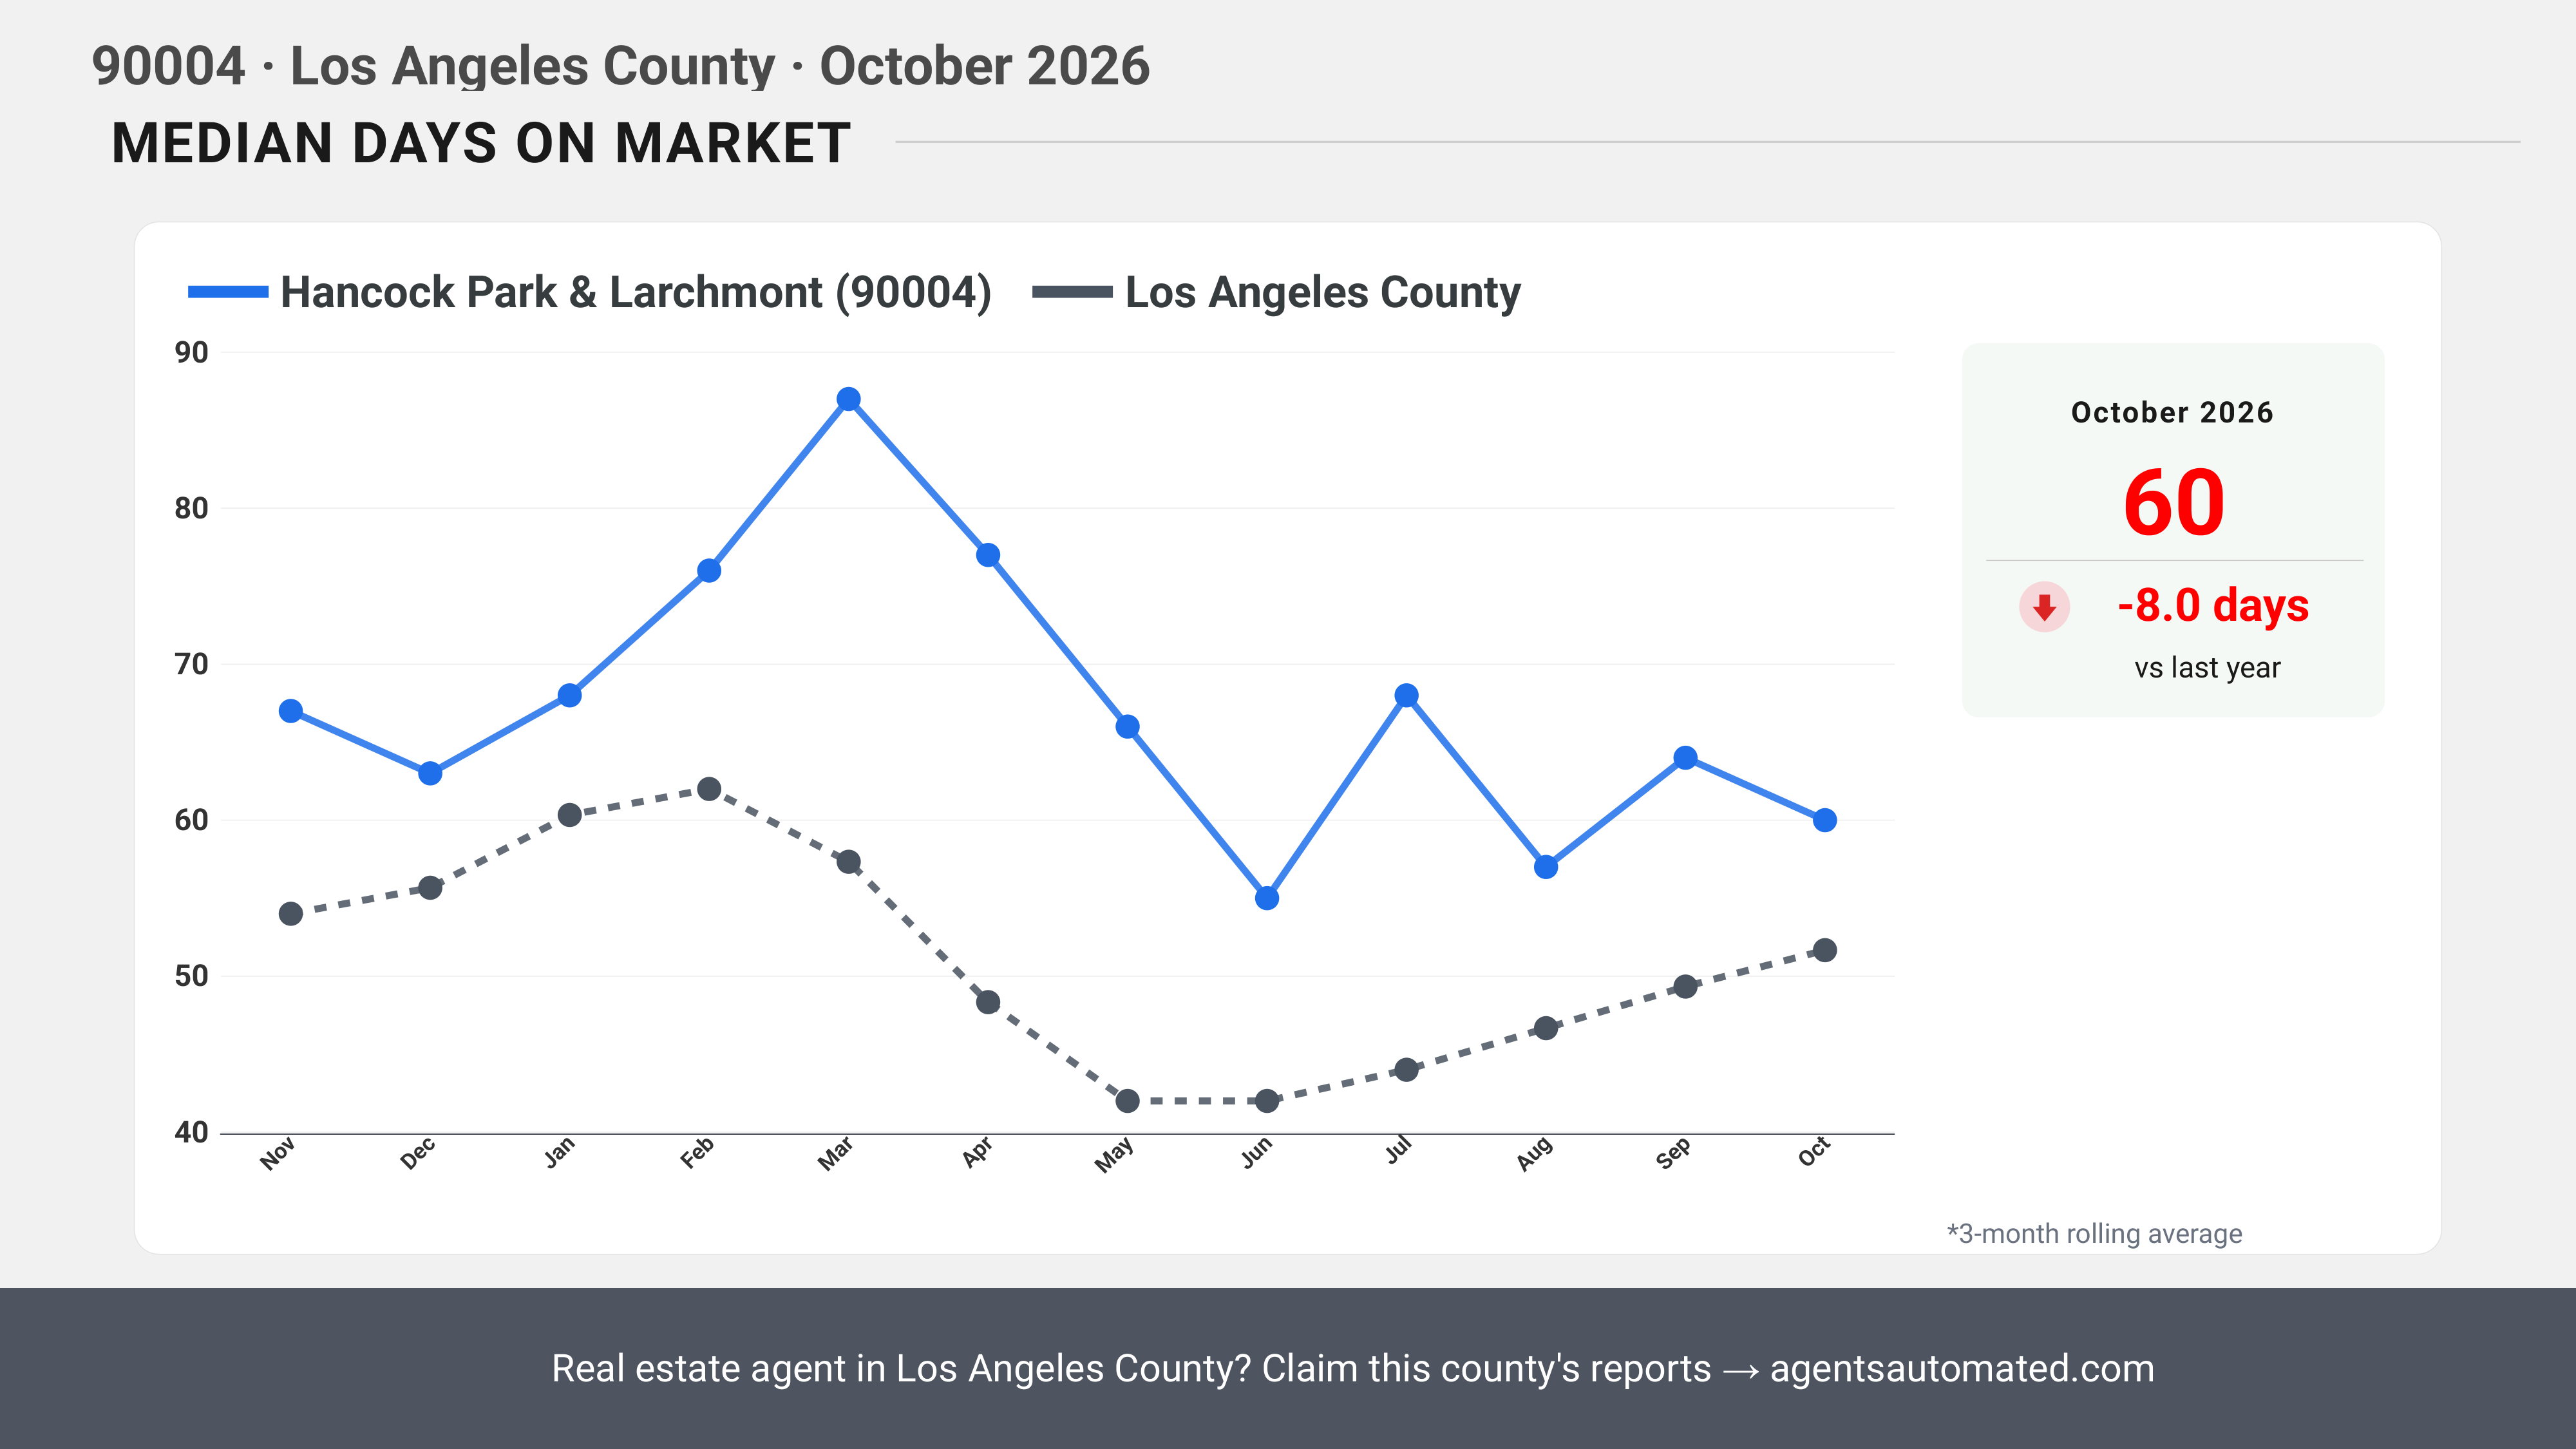 90004 · Los Angeles County · October 2026
MEDIAN DAYS ON MARKET
Hancock Park & Larchmont (90004) Los Angeles County
90
80
70
60
50
40
Nov Dec Jan Feb Mar Apr May Jun Jul Aug Sep Oct
October 2026
60
-8.0 days
vs last year
*3-month rolling average
Real estate agent in Los Angeles County? Claim this county's reports → agentsautomated.com